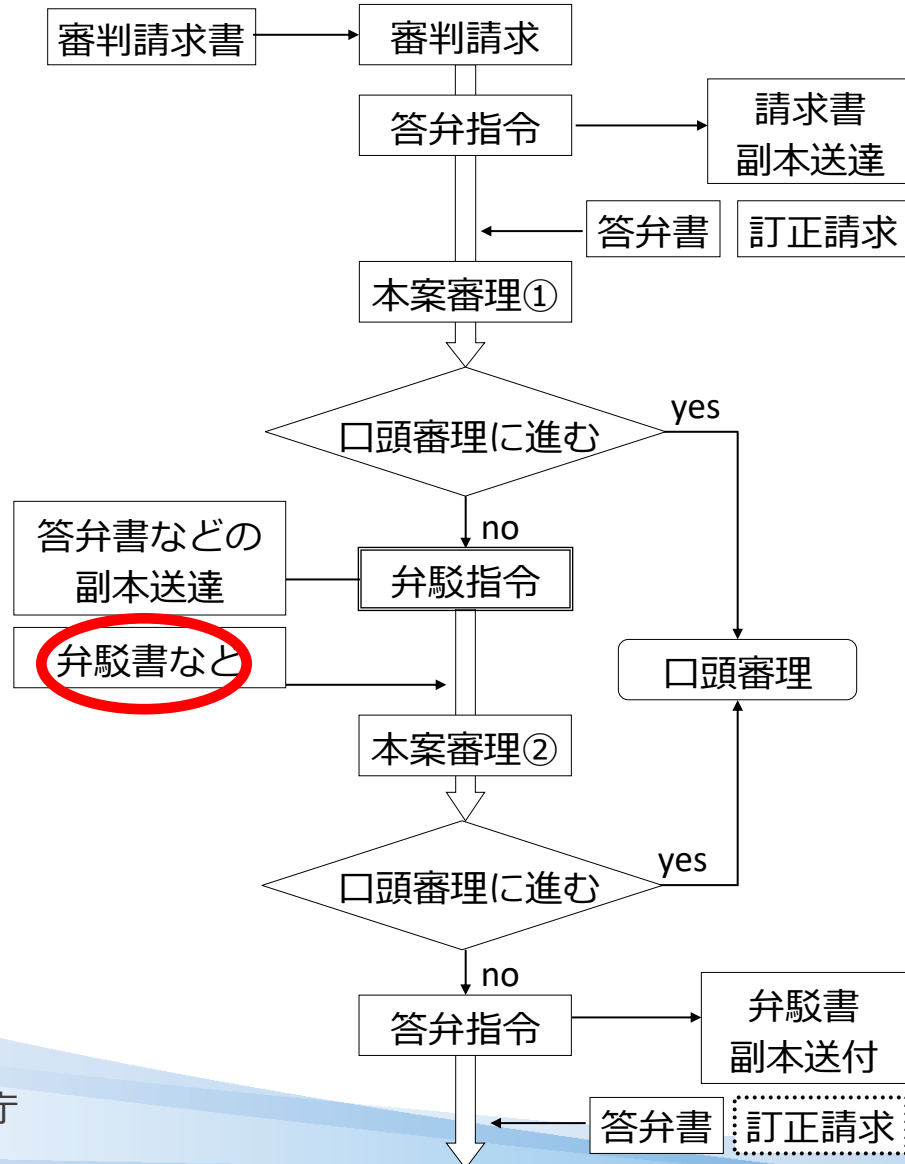 審判請求書
審判請求
答弁指令
請求書
副本送達
答弁書
訂正請求
本案審理①
口頭審理に進む
yes
no
答弁書などの
副本送達
弁駁指令
弁駁書など
口頭審理
本案審理②
口頭審理に進む
yes
no
答弁指令
弁駁書
副本送付
庁
答弁書
訂正請求